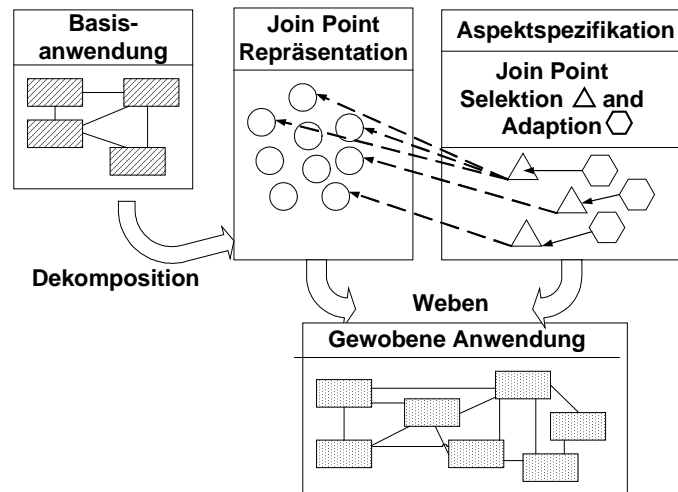 Basis-
anwendung
Join Point
Repräsentation
Aspektspezifikation
Join Point
Selektion and
Adaption
Dekomposition
Weben
Gewobene Anwendung